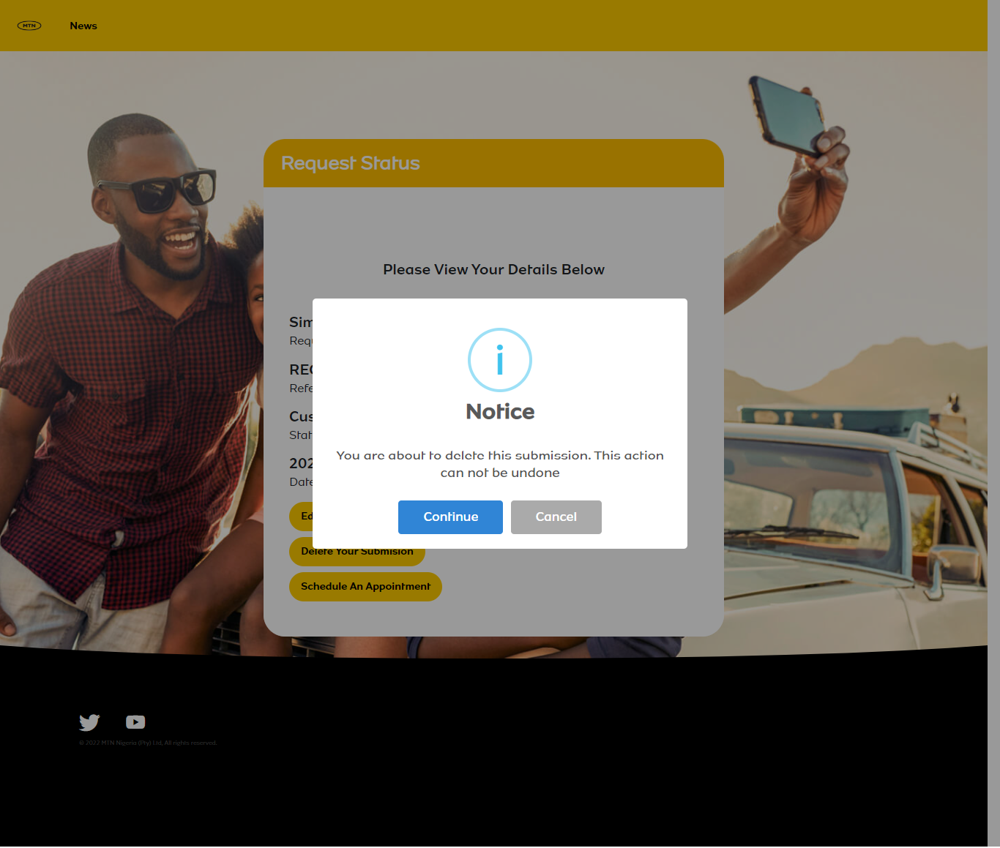 MTN
News
Request Status
Please View Your Details Below
Sim
Requ
REQ
Refe
Cus
Stat
202
Date
Notice
You are about to delete this submission. This action
can not be undone
Continue
Cancel
Ed
Delete Your Submision
Schedule An Appointment
© 2022 MTN Nigeria (Pty) Ltd, All rights reserved.